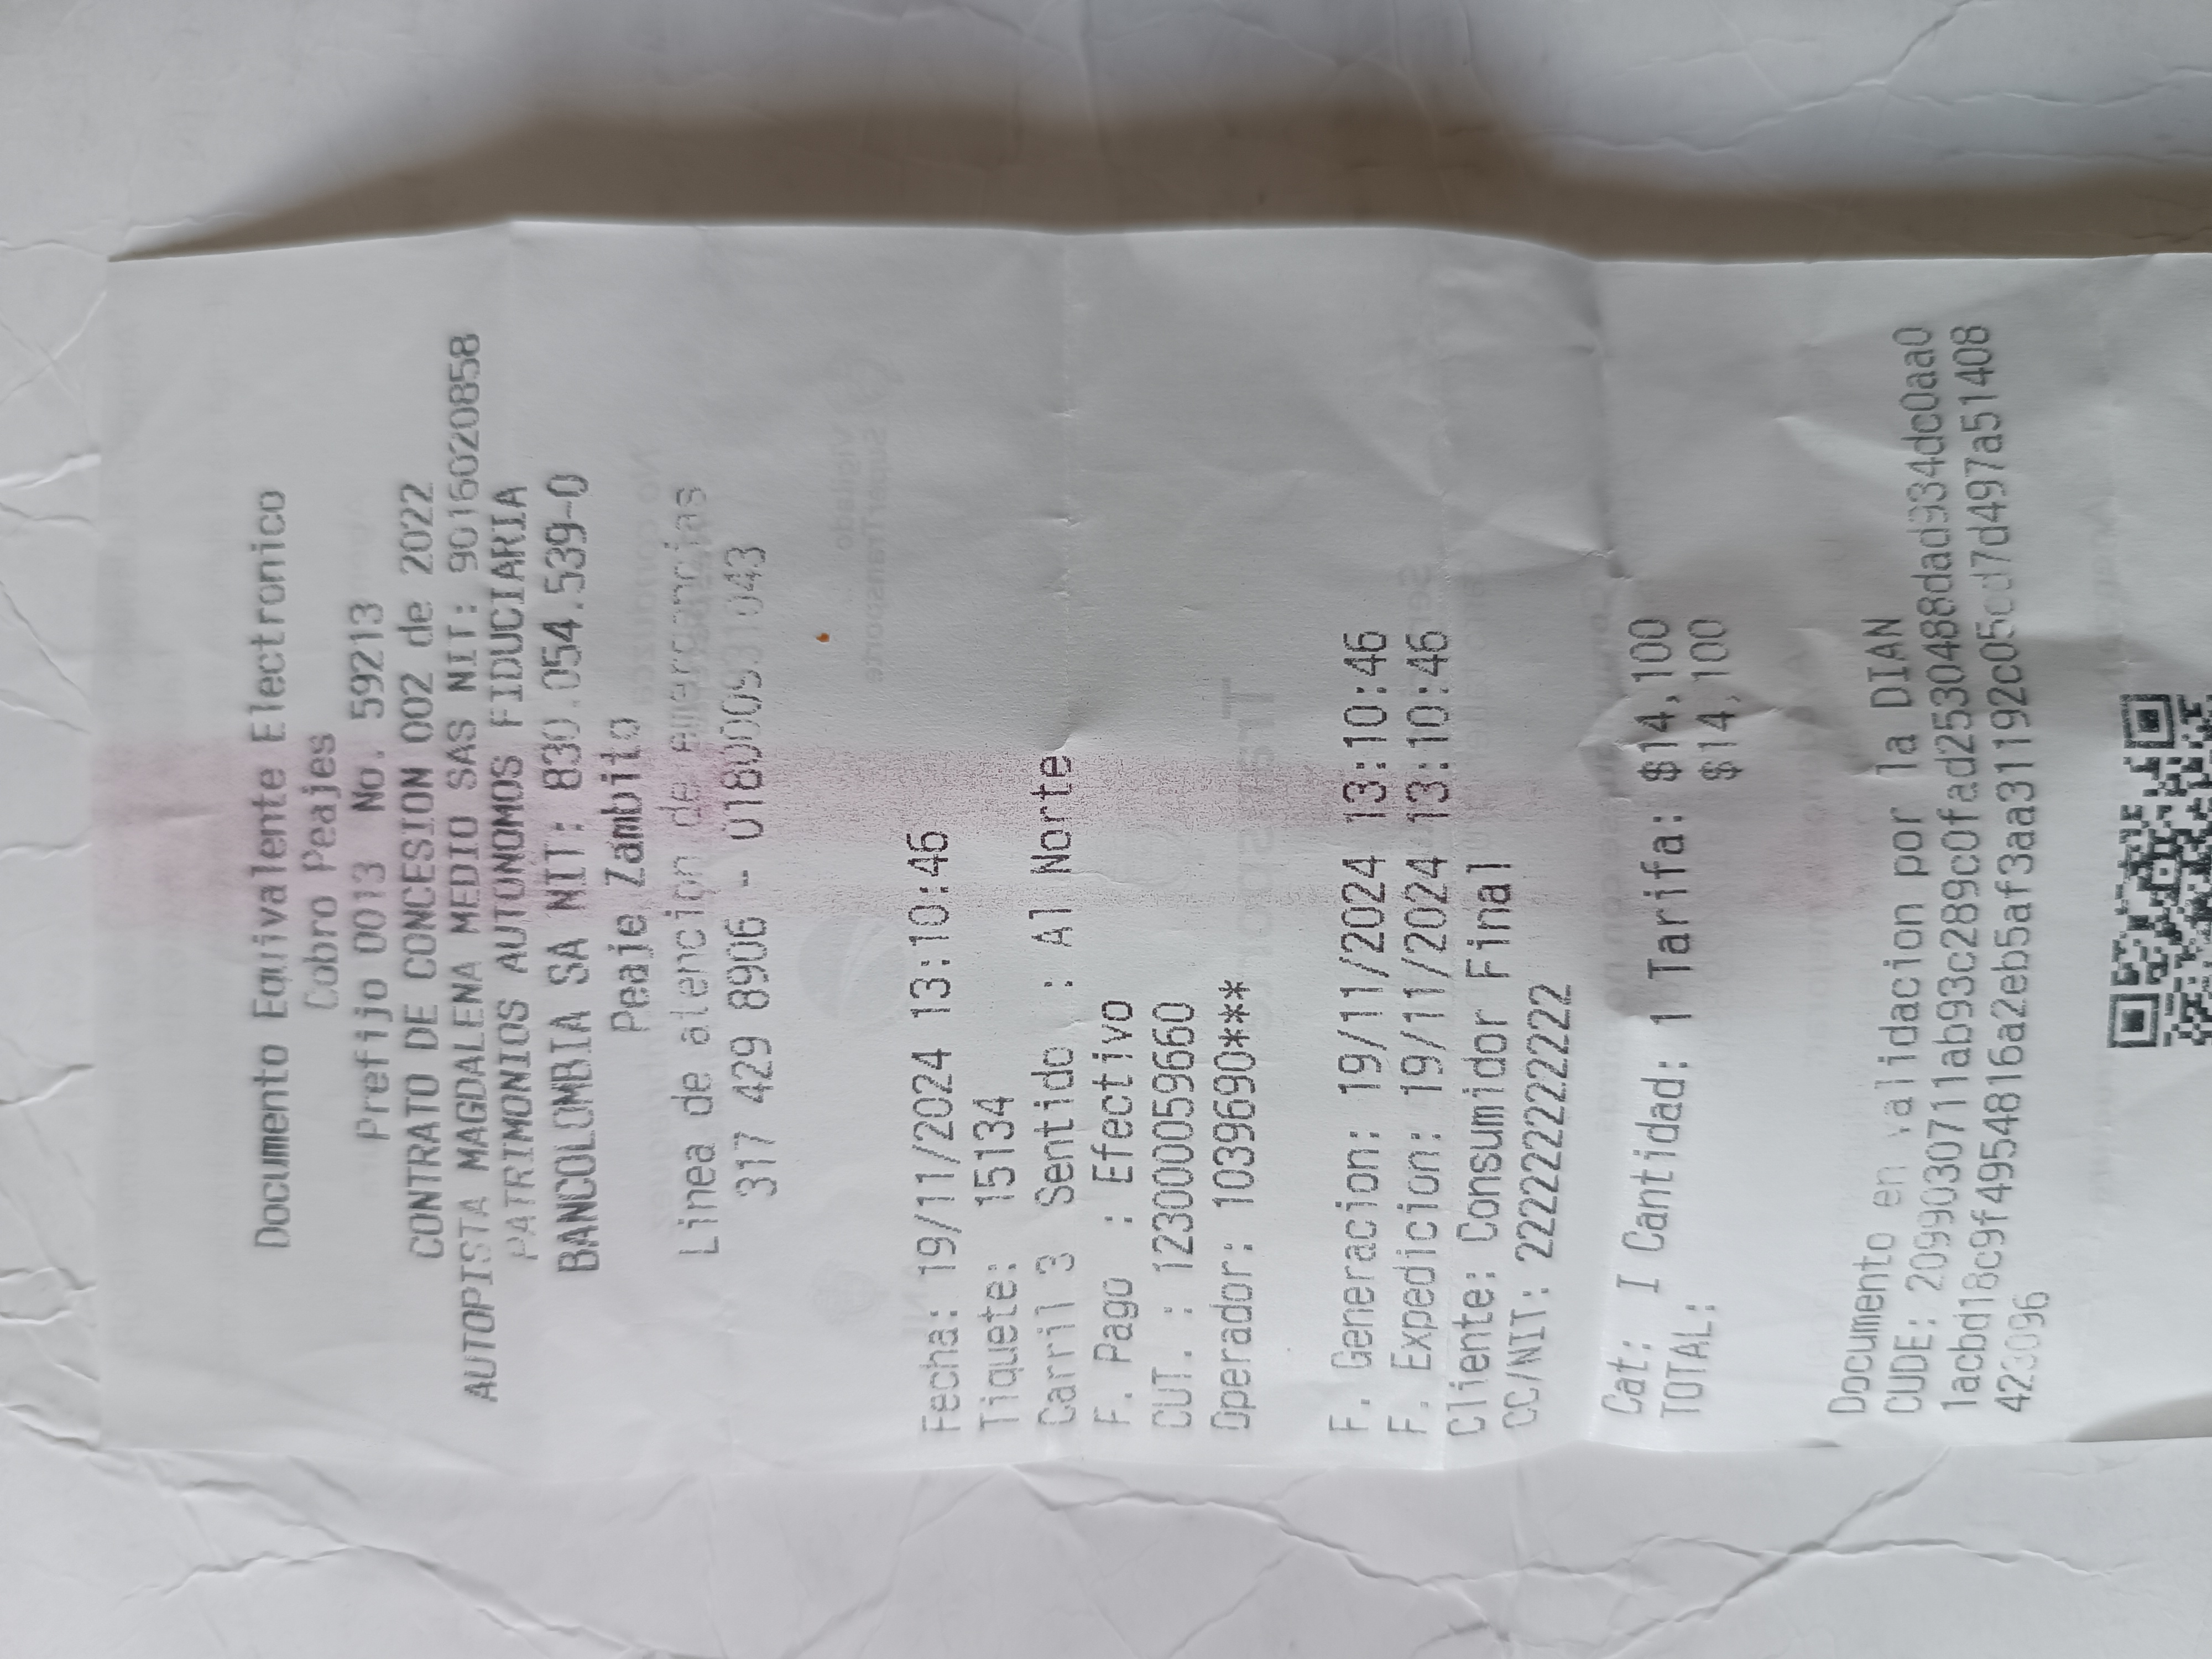 Documento Equivalente Electronico
Cobro Peajes
Prefijo 0013 No. 59213
CONTRATO DE CONCESION 002 de 2022
AUTOPISTA MAGDALENA MEDIO SAS NIT: 9016020858
PATRIMONIOS AUTONOMOS FIDUCIARIA
BANCOLOMBIA SA NIT: 830.054.539-0
Peaje Zambito
Linea de atencion de emergencias
317 429 8906 -
Fecha: 19/11/2024 13:10:46
Tiquete: 15134
Carril 3 Sentido : Al Norte
F. Pago : Efectivo
CUT. : 123000059660
Operador: 1039690***
F. Generacion: 19/11/2024 13:10:46
F. Expedicion: 19/11/2024 13:10:46
Cliente: Consumidor Final
CC/NIT: 222222222222
Cat: I Cantidad: 1 Tarifa: $14,100
TOTAL: $14,100
Documento en validacion por la DIAN
CUDE: 2099030711ab93c289c0fad2530488dad934dc0aa0
1acbd18c9f4954816a2eb5af3aa31192c05cd7d497a51408
423096